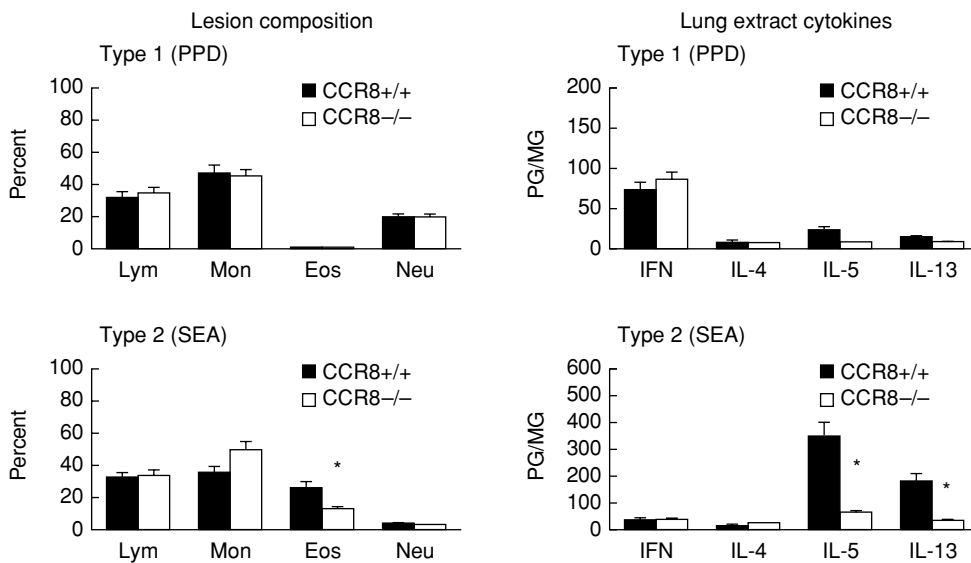 Lesion composition
Type 1 (PPD)
100
80
60
40
20
0
Percent
CCR8+/+
CCR8–/–
Lym Mon Eos Neu
Type 2 (SEA)
100
80
60
40
20
0
Percent
CCR8+/+
CCR8–/–
*
Lym Mon Eos Neu
Lung extract cytokines
Type 1 (PPD)
200
150
100
50
0
PG/MG
CCR8+/+
CCR8–/–
IFN IL-4 IL-5 IL-13
Type 2 (SEA)
600
500
400
300
200
100
0
PG/MG
CCR8+/+
CCR8–/–
*
*
IFN IL-4 IL-5 IL-13